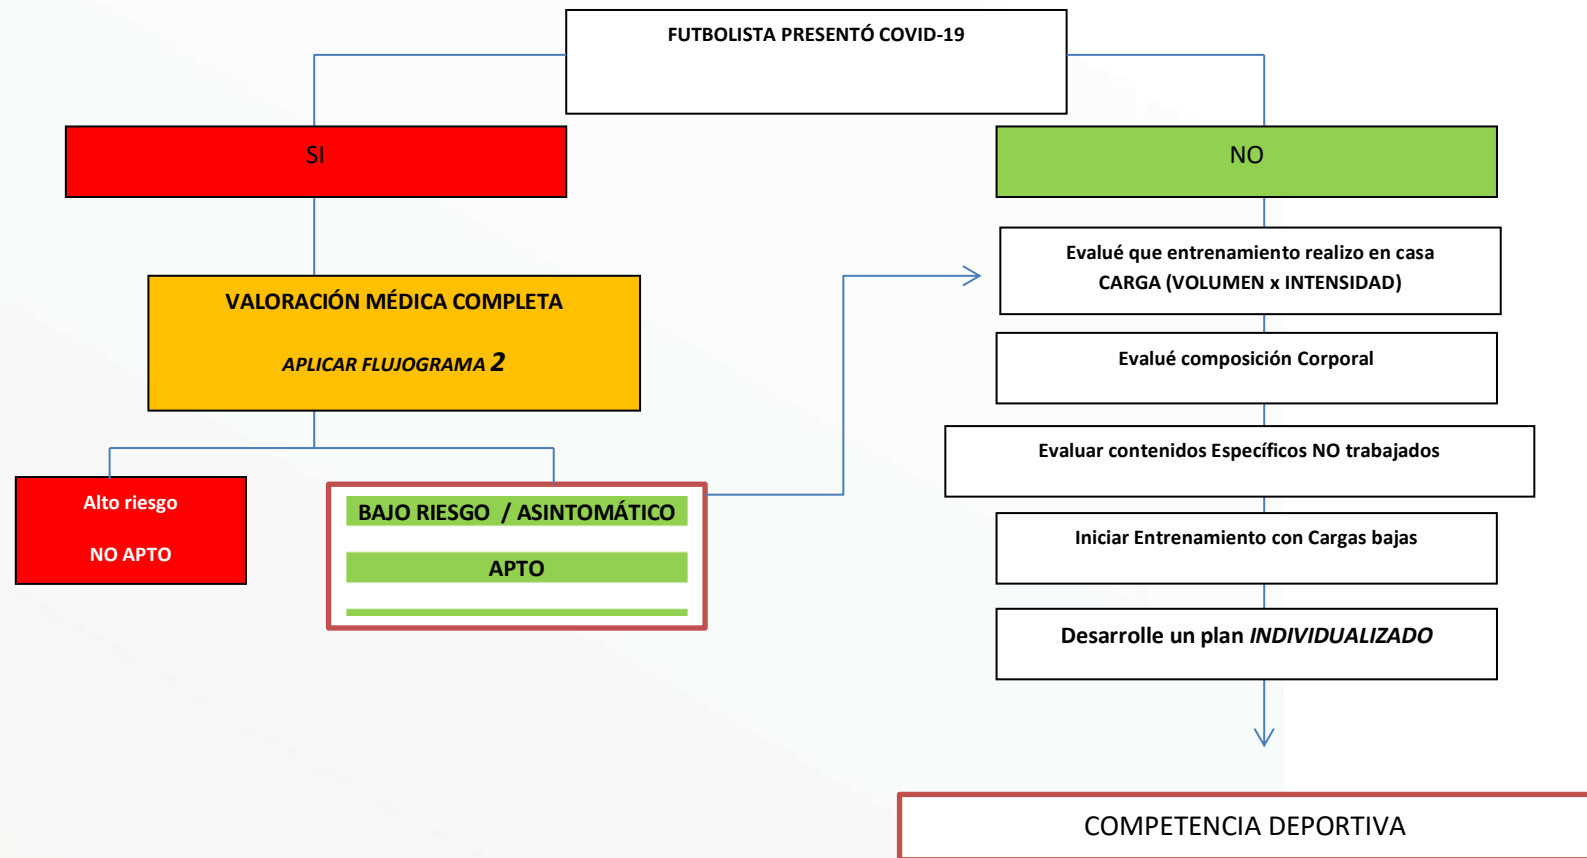 FUTBOLISTA PRESENTÓ COVID-19
SI
NO
VALORACIÓN MÉDICA COMPLETA
APLICAR FLUJOGRAMA 2
Alto riesgo
NO APTO
BAJO RIESGO / ASINTOMÁTICO
APTO
Evalué que entrenamiento realizo en casa
CARGA (VOLUMEN x INTENSIDAD)
Evalué composición Corporal
Evaluar contenidos Específicos NO trabajados
Iniciar Entrenamiento con Cargas bajas
Desarrolle un plan INDIVIDUALIZADO
COMPETENCIA DEPORTIVA